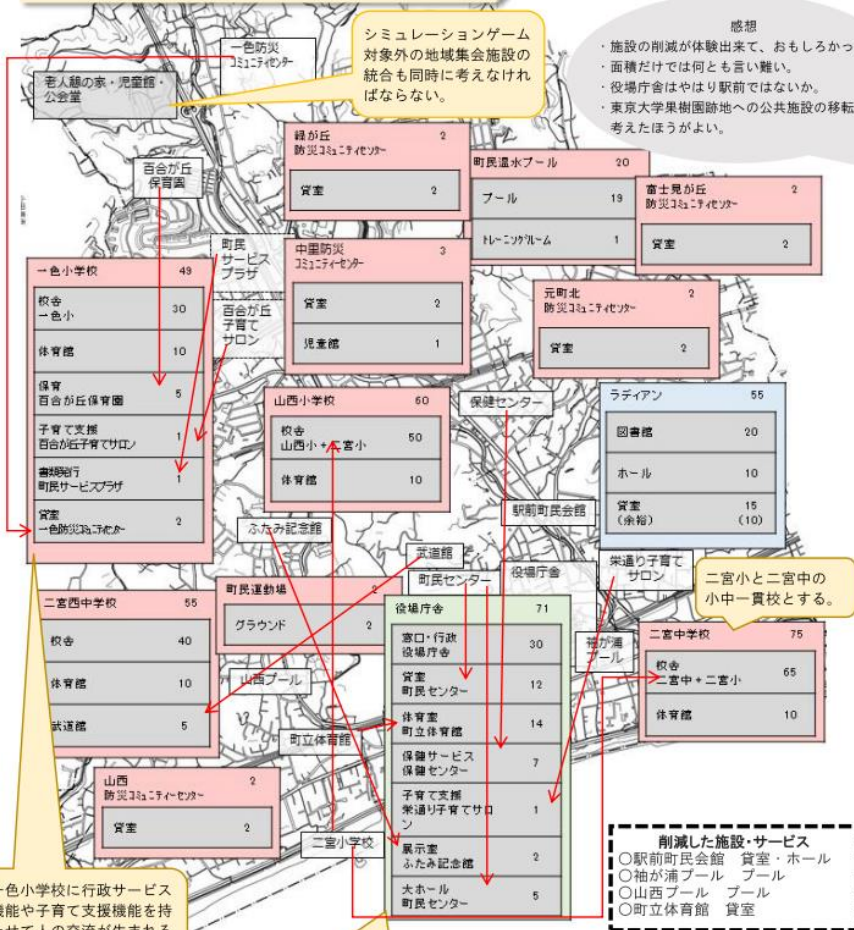 一色防災
コミュニティセンター
老人憩の家・児童館・
公会堂
シミュレーションゲーム
対象外の地域集会施設の
統合も同時に考えなけれ
ばならない。
感想
・施設の削減が体験出来て、おもしろかっ
・面積だけでは何とも言い難い。
・役場庁舎はやはり駅前ではないか。
・東京大学果樹園跡地への公共施設の移転
考えたほうがよい。
百合が丘
保育園
緑が丘 2
防災コミュニティセンター
貸室 2
町民温水プール 20
プール 19
トレーニングルーム 1
富士見が丘 2
防災コミュニティセンター
貸室 2
町民
サービス
プラザ
百合が丘
子育て
サロン
中里防災 3
コミュニティーセンター
貸室 2
児童館 1
元町北 2
防災コミュニティセンター
貸室 2
一色小学校 49
校舎
一色小 30
体育館 10
保育
百合が丘保育園 5
子育て支援
百合が丘子育てサロン 1
書類発行
町民サービスプラザ 1
貸室
一色防災コミュニティセンター 2
山西小学校 60
校舎
山西小+二宮小 50
体育館 10
保健センター
ラディアン 55
図書館 20
ホール 10
貸室 15
(余裕) (10)
駅前町民会館
ふたみ記念館
武道館
町民センター
役場庁舎
栄通り子育て
サロン
二宮小と二宮中の
小中一貫校とする。
二宮西中学校 55
校舎 40
体育館 10
武道館 5
町民運動場 2
グラウンド 2
山西プール
町立体育館
役場庁舎 71
窓口・行政
役場庁舎 30
貸室
町民センター 12
体育室
町立体育館 14
保健サービス
保健センター 7
子育て支援
栄通り子育てサロ
ン 1
展示室
ふたみ記念館 2
大ホール
町民センター 5
袖が浦
プール
二宮中学校 75
校舎
二宮中+二宮小 65
体育館 10
山西 2
防災コミュニティーセンター
貸室 2
二宮小学校
一色小学校に行政サービス
機能や子育て支援機能を持
たせて人の交流が生まれる
削減した施設・サービス
○駅前町民会館 貸室・ホール
○袖が浦プール プール
○山西プール プール
○町立体育館 貸室